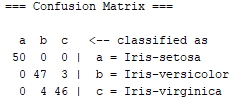 === Confusion Matrix ===
a b c <-- classified as
50 0 0 | a = Iris-setosa
0 47 3 | b = Iris-versicolor
0 4 46 | c = Iris-virginica